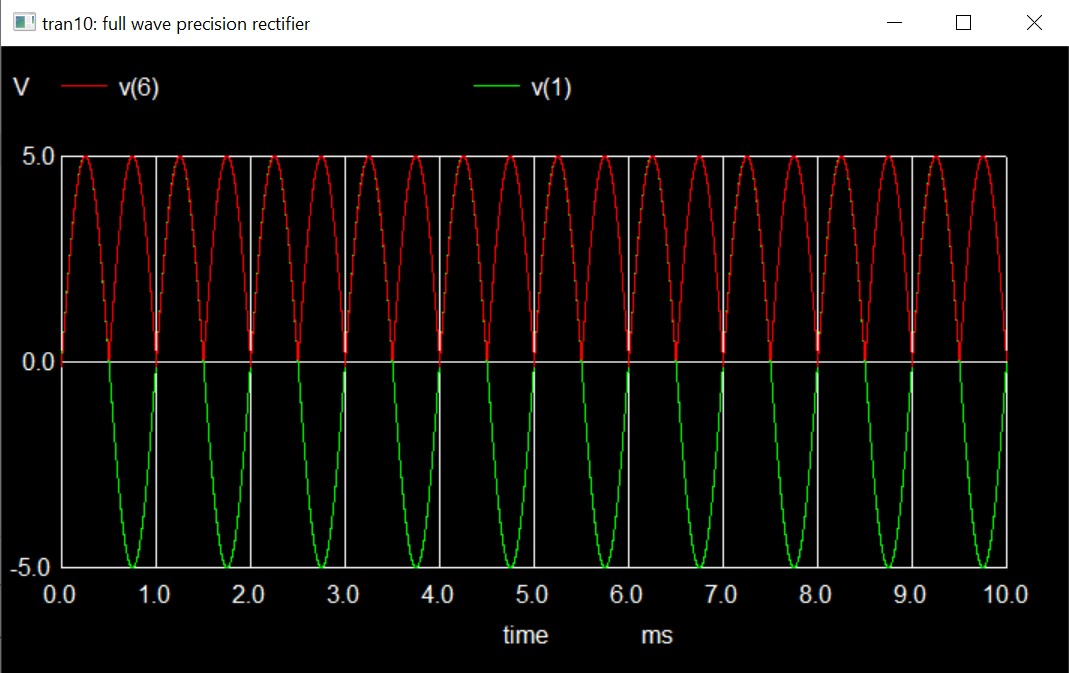 tran10: full wave precision rectifier
V v(6) v(1)
5.0
0.0
-5.0
0.0 1.0 2.0 3.0 4.0 5.0 6.0 7.0 8.0 9.0 10.0
time ms